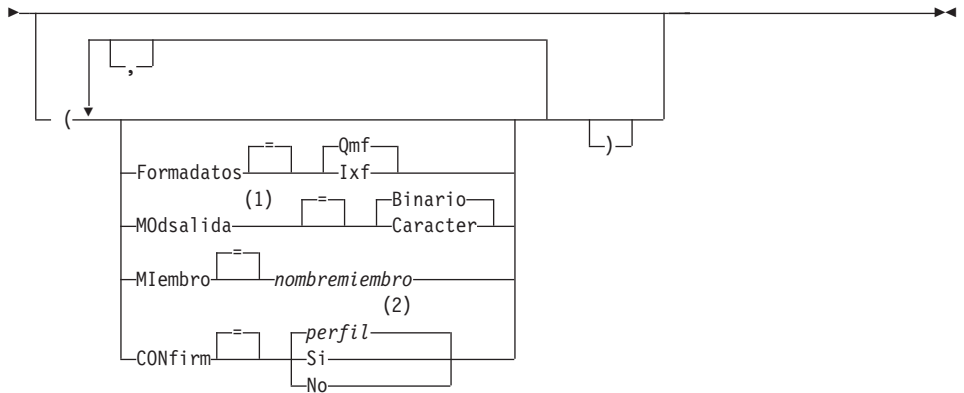 ,
(
)
=
Qmf
Formadatos
Ixf
(1)
=
Binario
MOdsalida
Caracter
=
MIembro
nombremiembro
(2)
=
perfil
CONfirm
Si
No